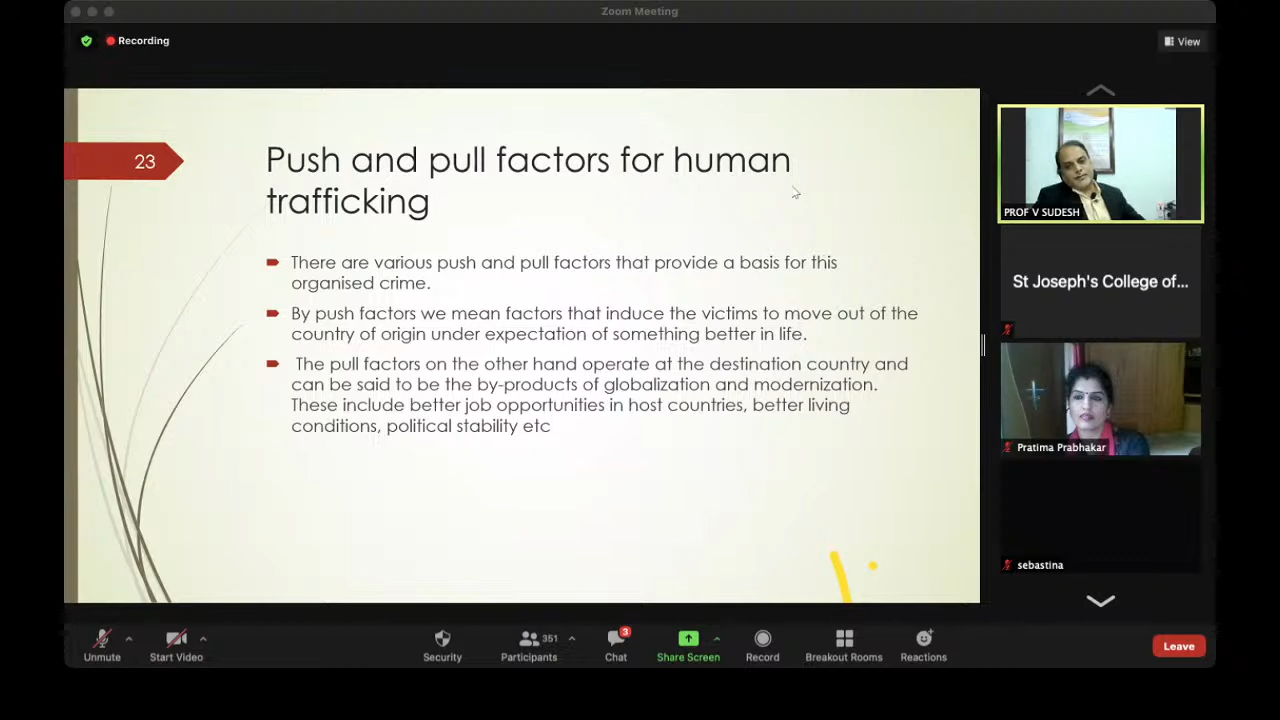 Zoom Meeting
Recording
View
23
Push and pull factors for human
trafficking
There are various push and pull factors that provide a basis for this
organised crime.
By push factors we mean factors that induce the victims to move out of the
country of origin under expectation of something better in life.
The pull factors on the other hand operate at the destination country and
can be said to be the by-products of globalization and modernization.
These include better job opportunities in host countries, better living
conditions, political stability etc
PROF V SUDESH
St Joseph's College of...
Pratima Prabhakar
sebastina
Unmute
Start Video
Security
351
Participants
3
Chat
Share Screen
Record
Breakout Rooms
Reactions
Leave